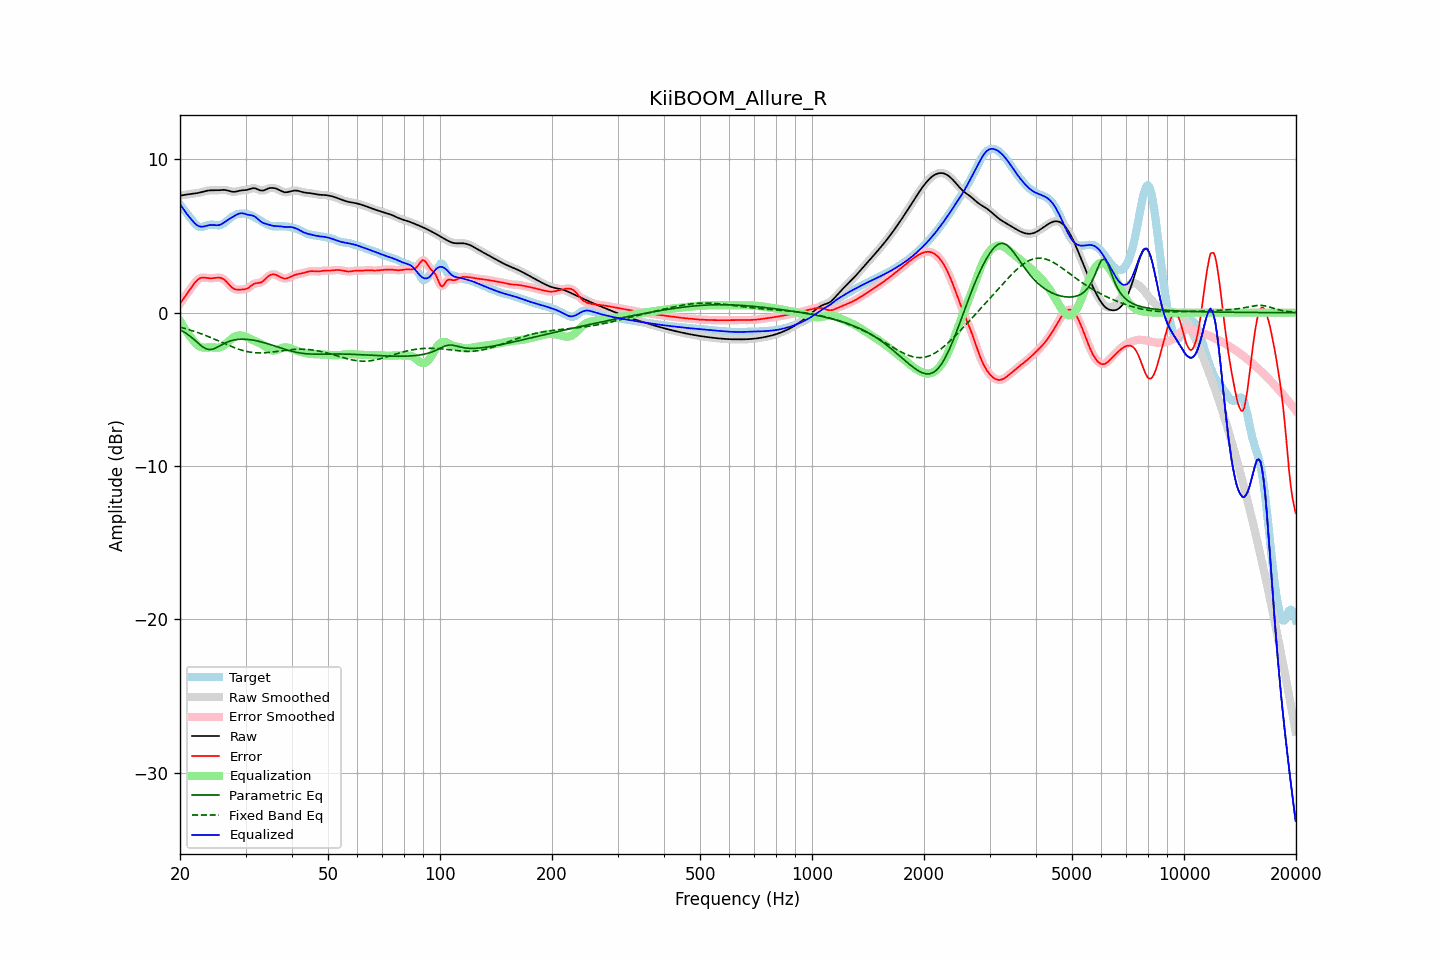 KiiBOOM_Allure_R
Amplitude (dBr)
10
0
−10
−20
−30
Target
Raw Smoothed
Error Smoothed
Raw
Error
Equalization
Parametric Eq
Fixed Band Eq
Equalized
20 50 100 200 500 1000 2000 5000 10000 20000
Frequency (Hz)